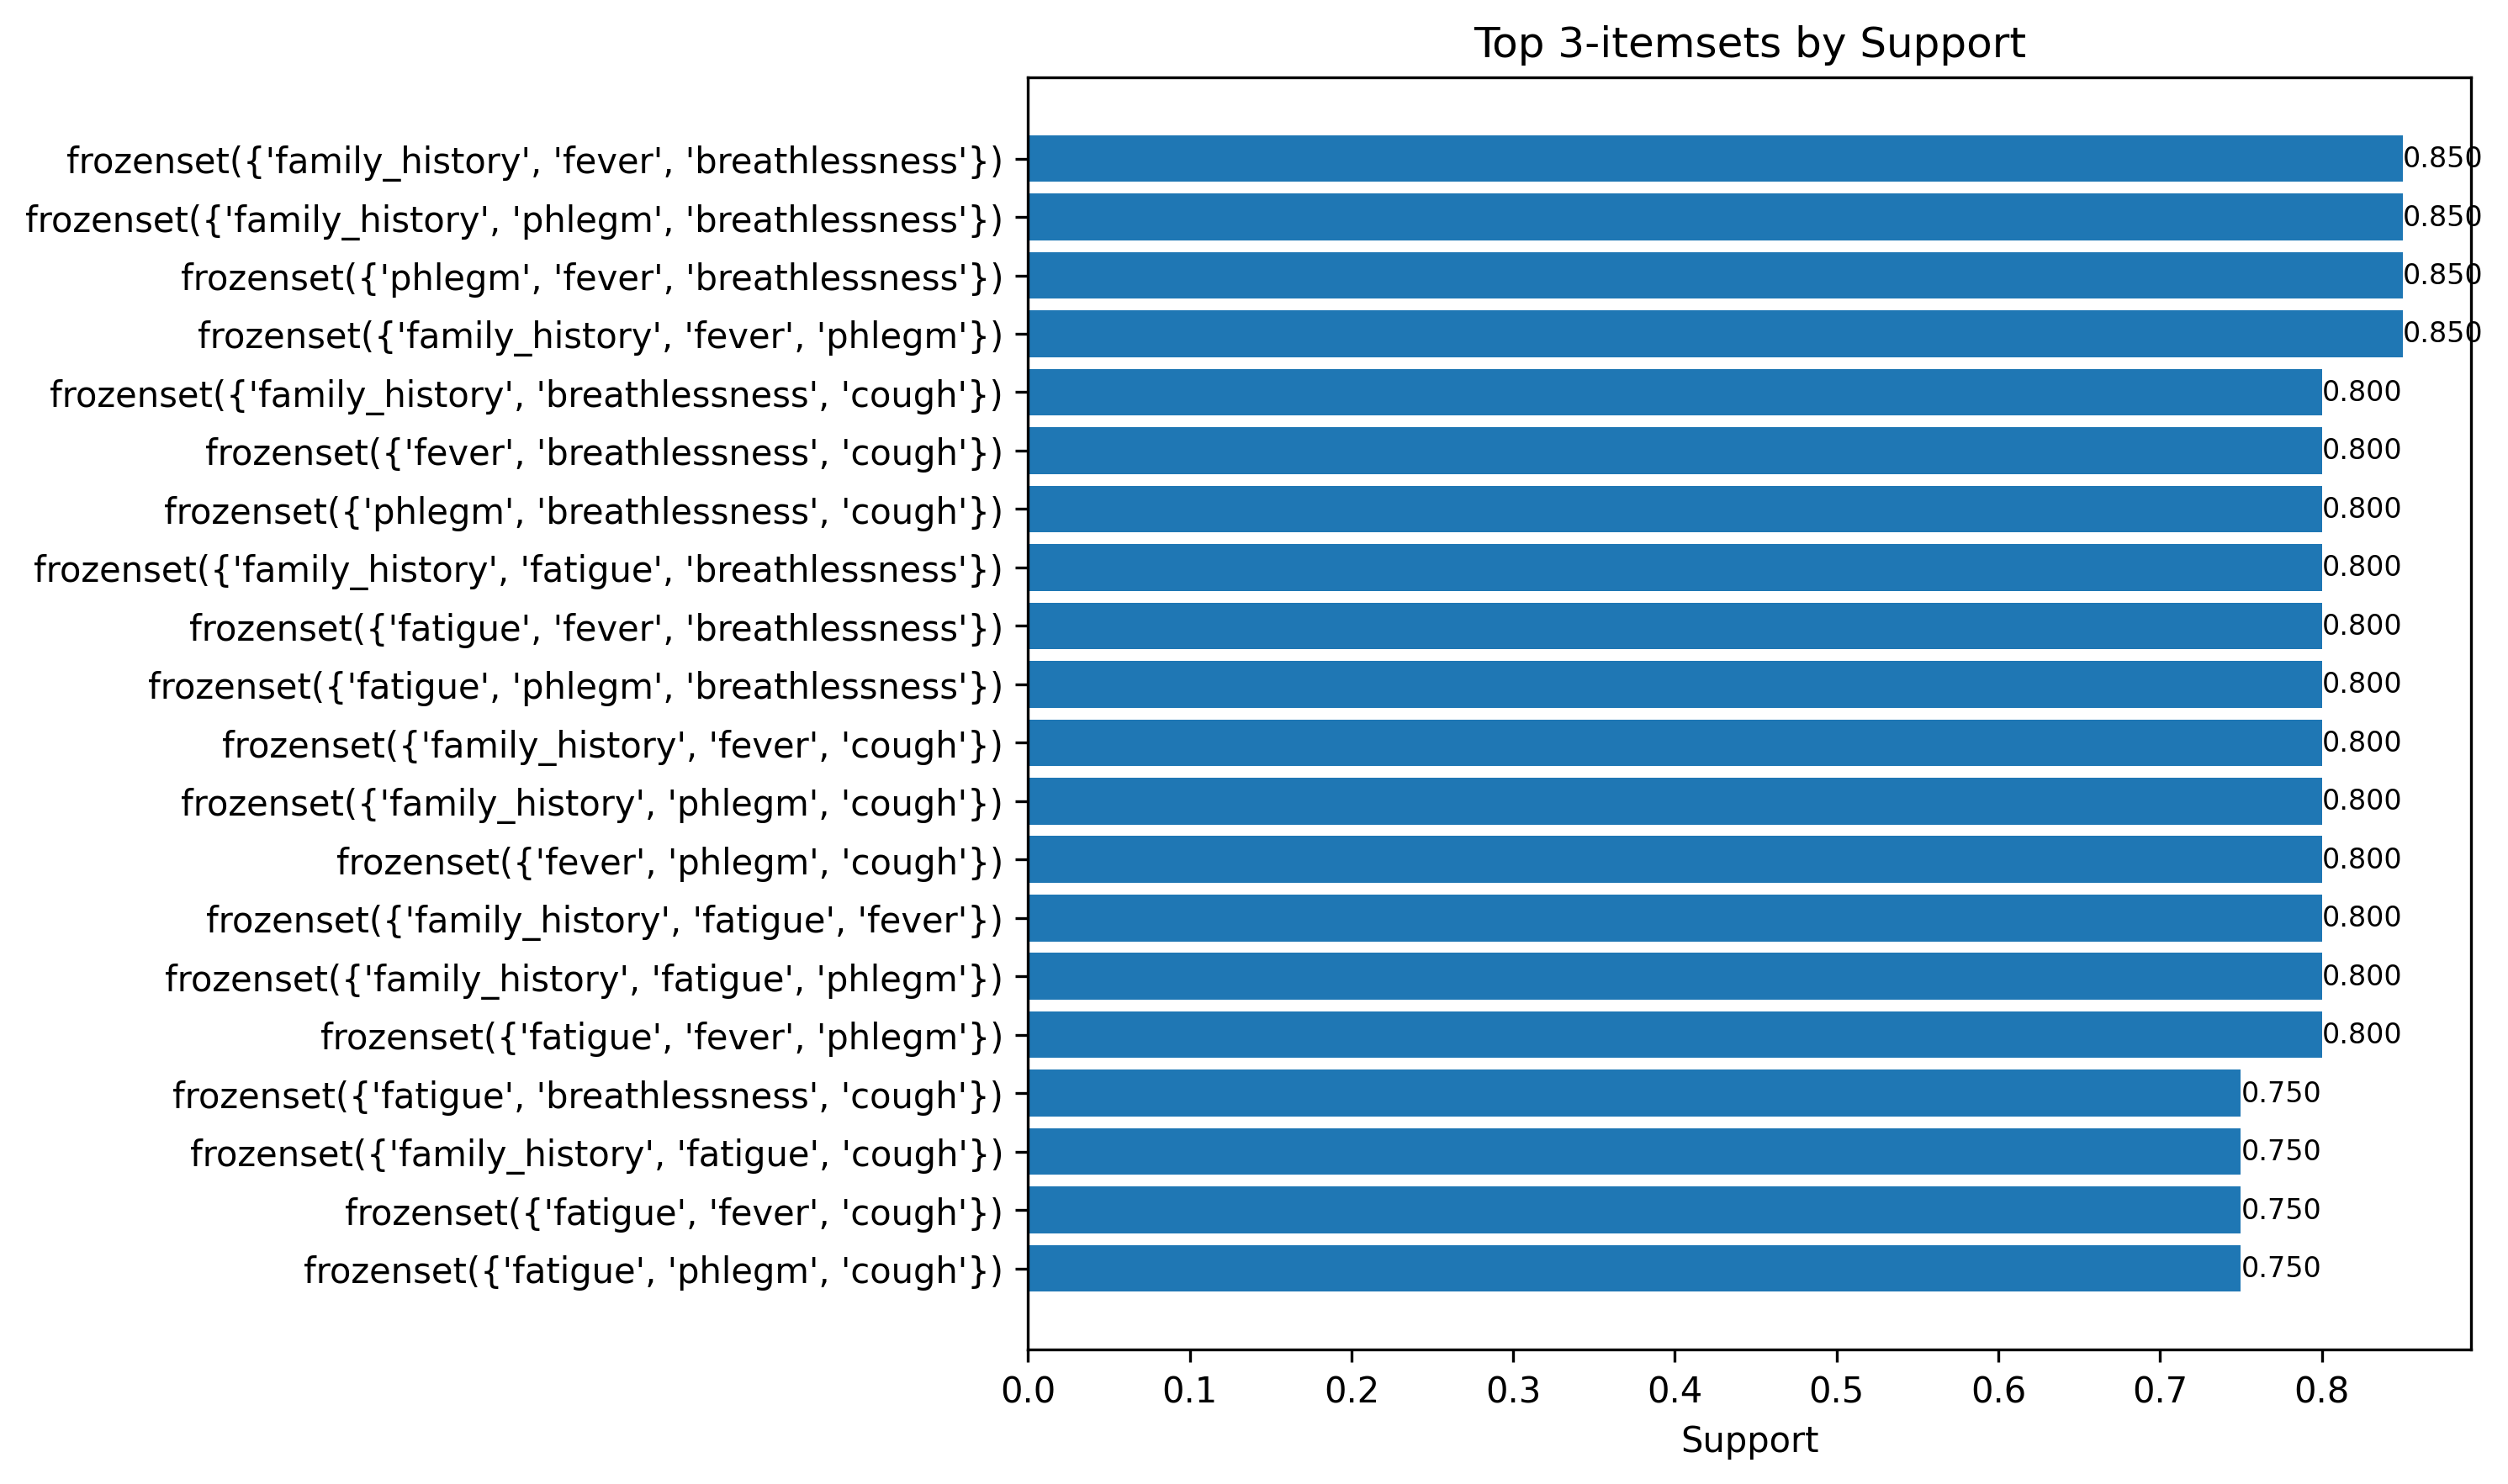 Top 3-itemsets by Support
frozenset({'family_history', 'fever', 'breathlessness'})
0.850
frozenset({'family_history', 'phlegm', 'breathlessness'})
0.850
frozenset({'phlegm', 'fever', 'breathlessness'})
0.850
frozenset({'family_history', 'fever', 'phlegm'})
0.850
frozenset({'family_history', 'breathlessness', 'cough'})
0.800
frozenset({'fever', 'breathlessness', 'cough'})
0.800
frozenset({'phlegm', 'breathlessness', 'cough'})
0.800
frozenset({'family_history', 'fatigue', 'breathlessness'})
0.800
frozenset({'fatigue', 'fever', 'breathlessness'})
0.800
frozenset({'fatigue', 'phlegm', 'breathlessness'})
0.800
frozenset({'family_history', 'fever', 'cough'})
0.800
frozenset({'family_history', 'phlegm', 'cough'})
0.800
frozenset({'fever', 'phlegm', 'cough'})
0.800
frozenset({'family_history', 'fatigue', 'fever'})
0.800
frozenset({'family_history', 'fatigue', 'phlegm'})
0.800
frozenset({'fatigue', 'fever', 'phlegm'})
0.800
frozenset({'fatigue', 'breathlessness', 'cough'})
0.750
frozenset({'family_history', 'fatigue', 'cough'})
0.750
frozenset({'fatigue', 'fever', 'cough'})
0.750
frozenset({'fatigue', 'phlegm', 'cough'})
0.750
0.0 0.1 0.2 0.3 0.4 0.5 0.6 0.7 0.8
Support